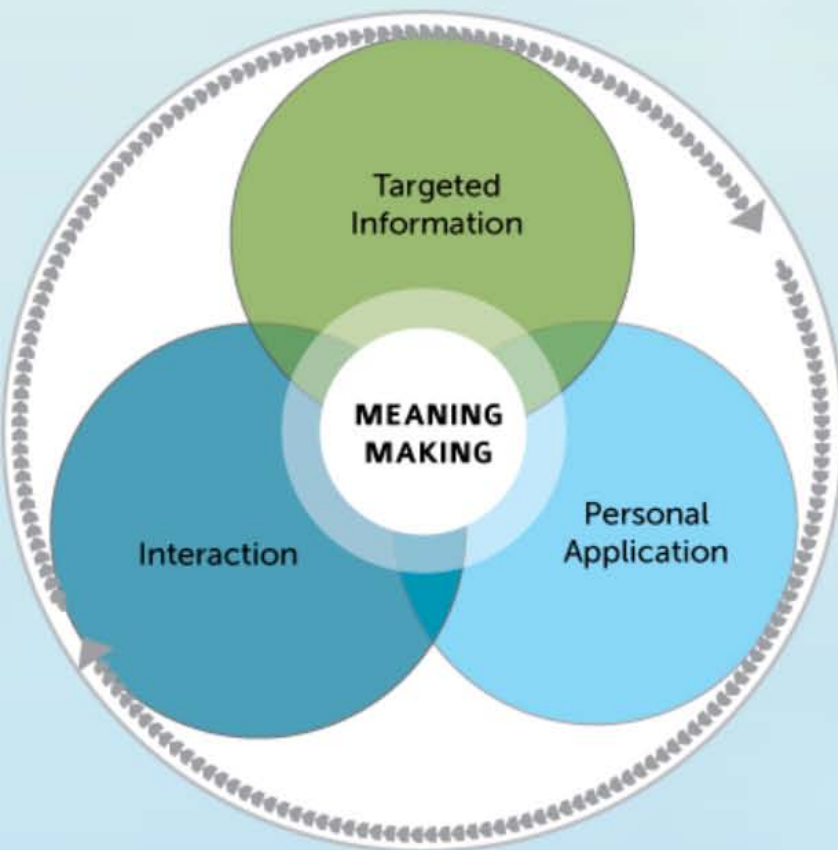 Targeted
Information
MEANING
MAKING
Interaction
Personal
Application